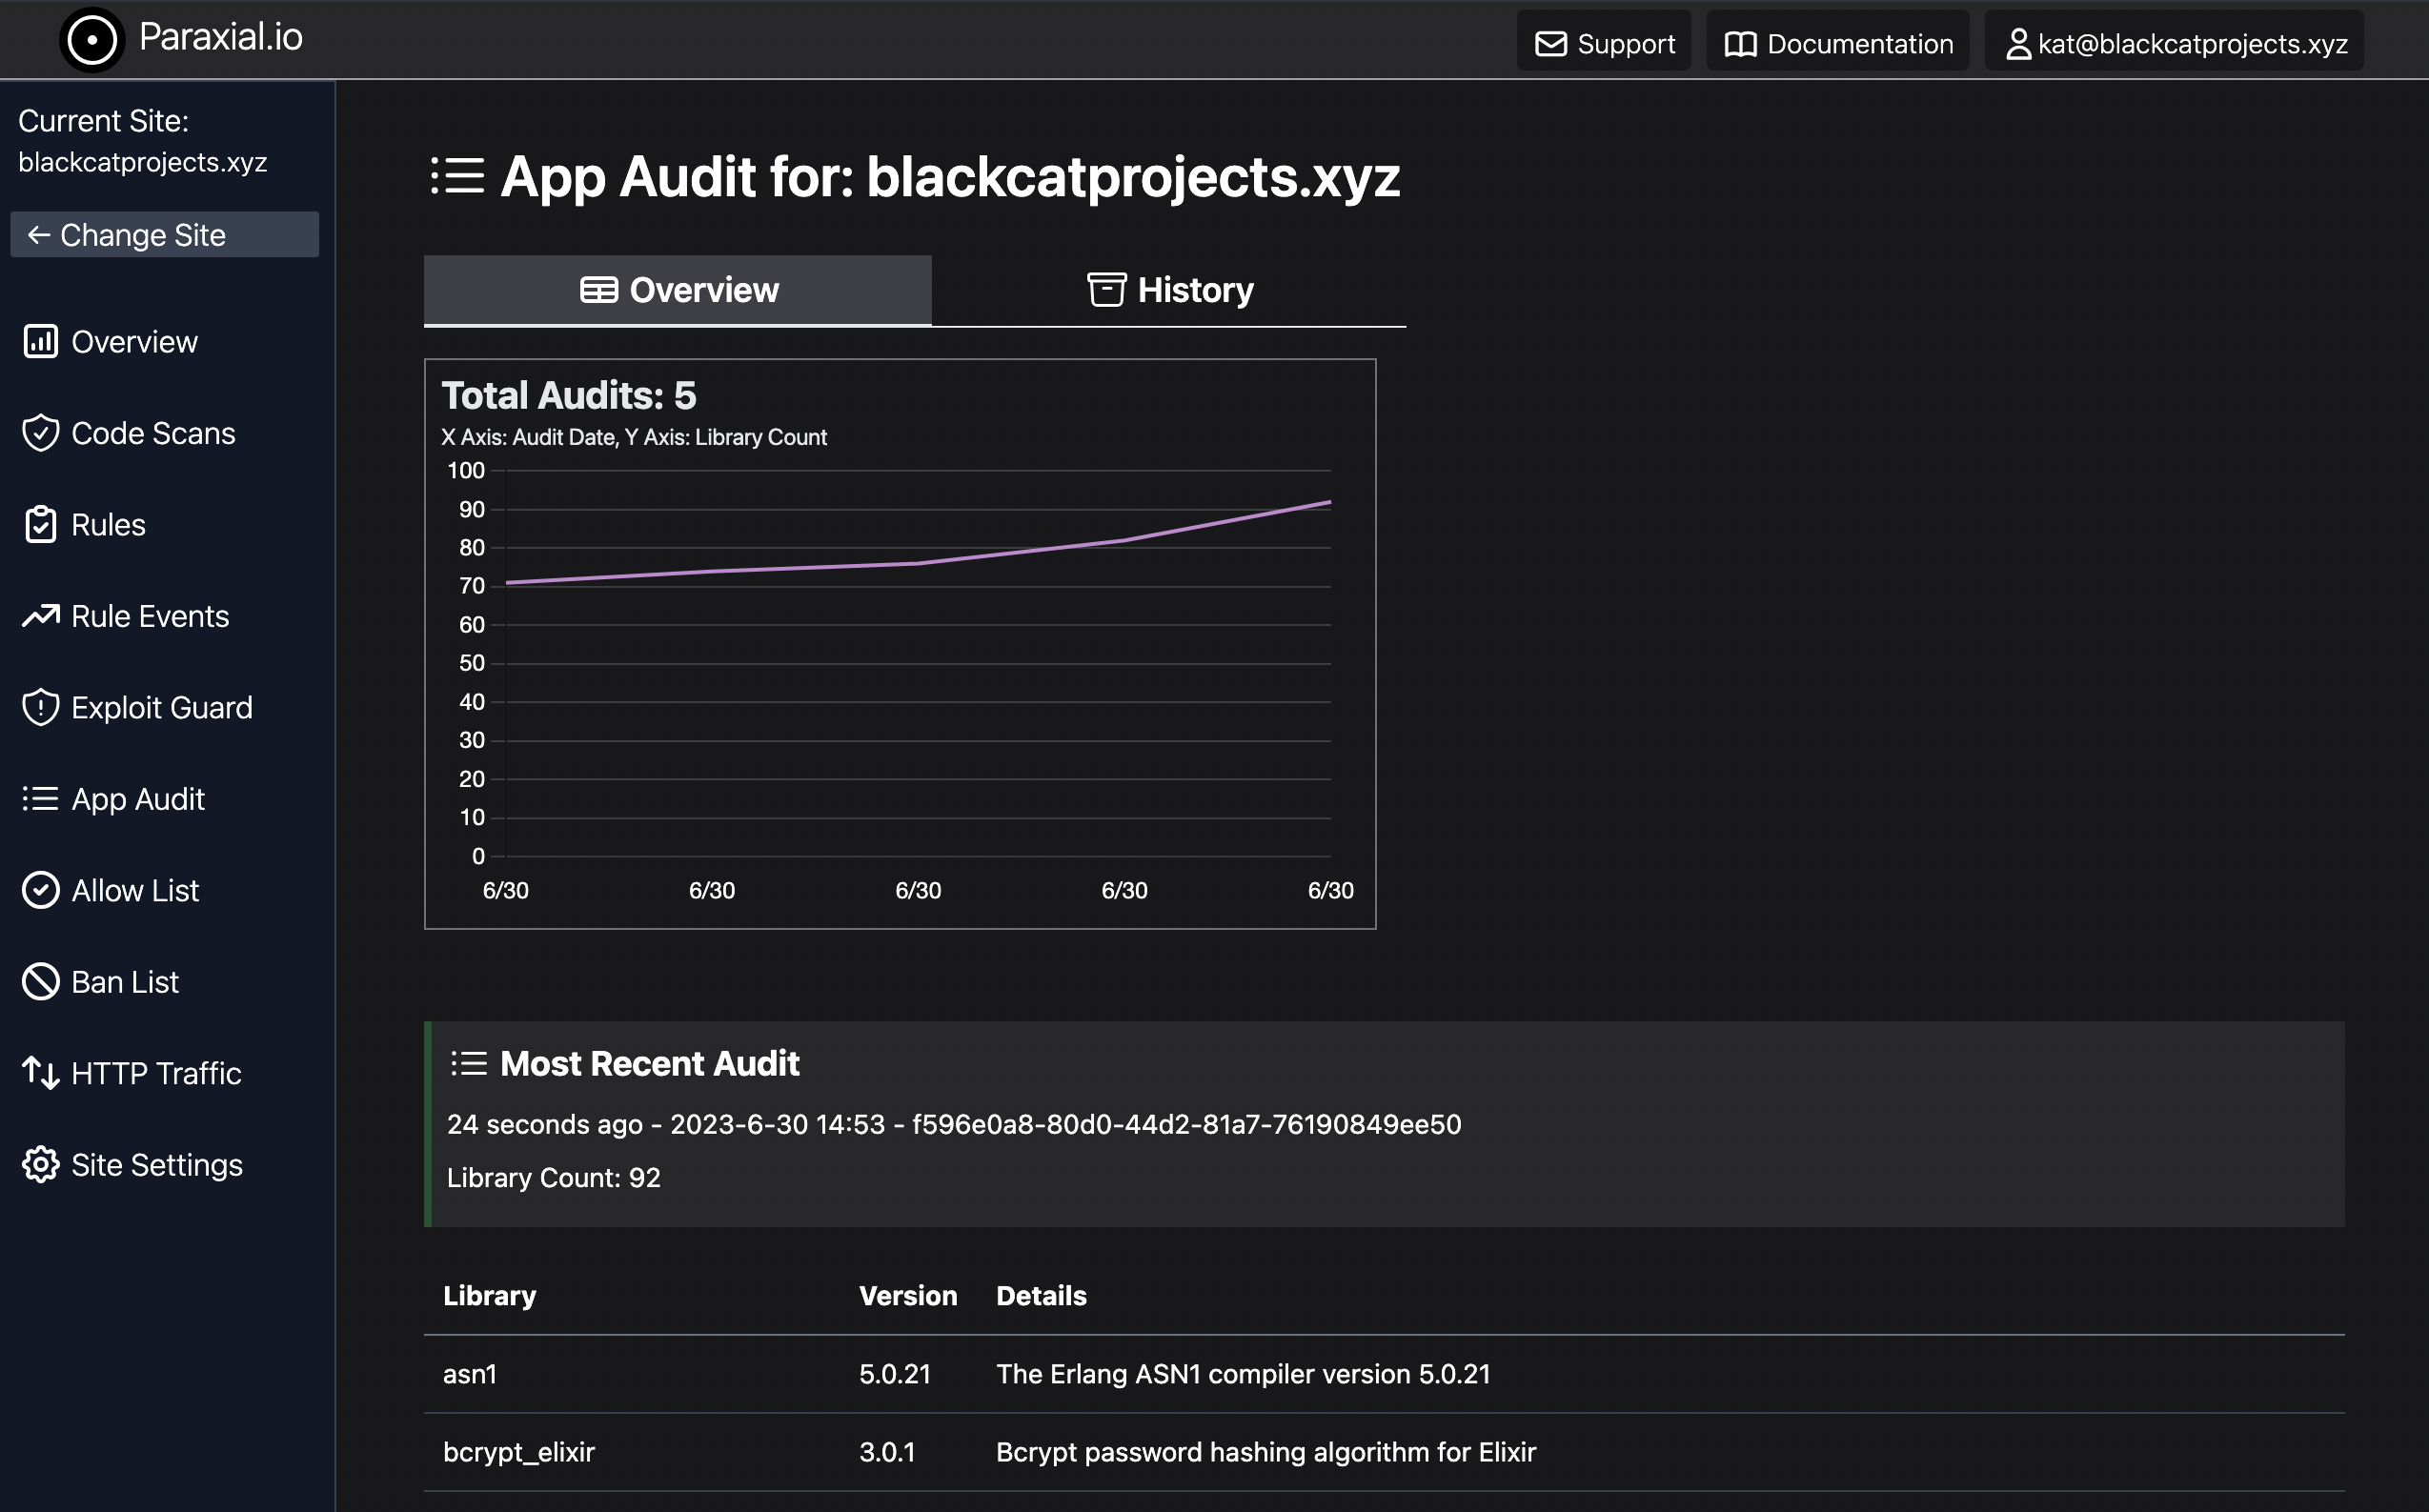 Paraxial.io
Support
Documentation
kat@blackcatprojects.xyz
Current Site:
blackcatprojects.xyz
← Change Site
Overview
Code Scans
Rules
Rule Events
Exploit Guard
App Audit
Allow List
Ban List
HTTP Traffic
Site Settings
App Audit for: blackcatprojects.xyz
Overview
History
Total Audits: 5
X Axis: Audit Date, Y Axis: Library Count
100
90
80
70
60
50
40
30
20
10
0
6/30 6/30 6/30 6/30 6/30
Most Recent Audit
24 seconds ago - 2023-6-30 14:53 - f596e0a8-80d0-44d2-81a7-76190849ee50
Library Count: 92
Library Version Details
asn1 5.0.21 The Erlang ASN1 compiler version 5.0.21
bcrypt_elixir 3.0.1 Bcrypt password hashing algorithm for Elixir